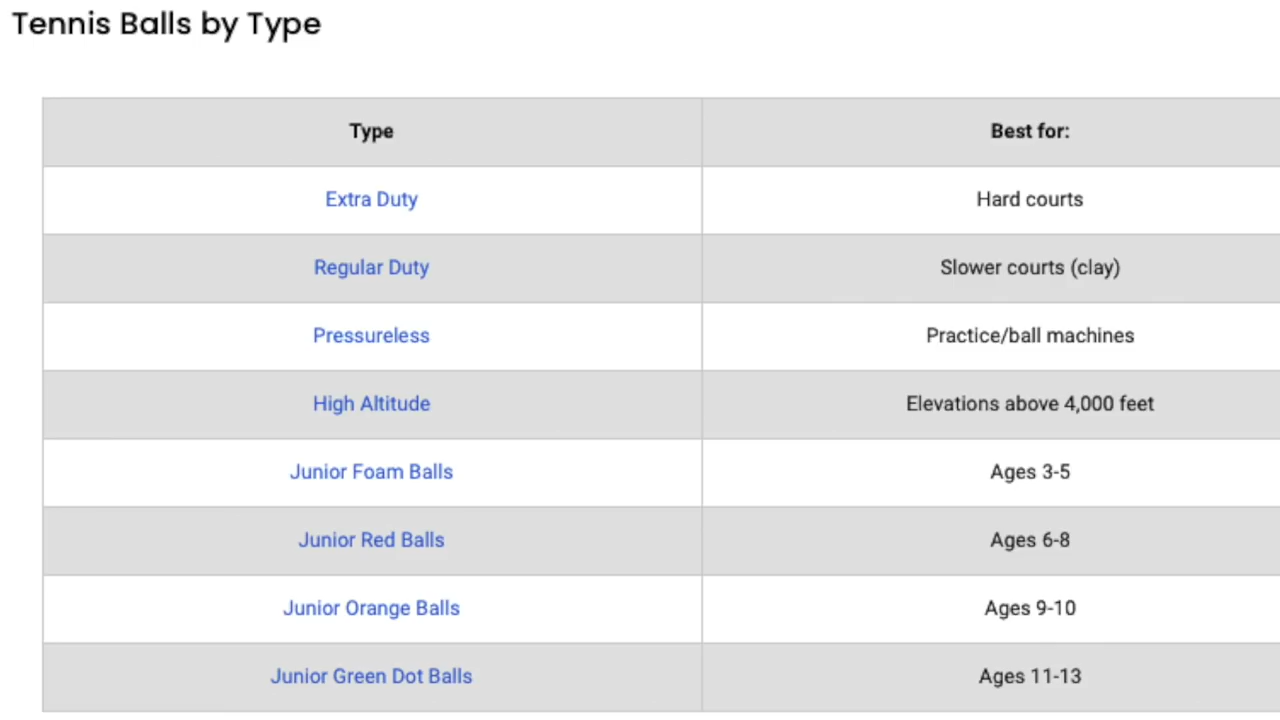 Tennis Balls by Type
Type Best for:
Extra Duty Hard courts
Regular Duty Slower courts (clay)
Pressureless Practice/ball machines
High Altitude Elevations above 4,000 feet
Junior Foam Balls Ages 3-5
Junior Red Balls Ages 6-8
Junior Orange Balls Ages 9-10
Junior Green Dot Balls Ages 11-13